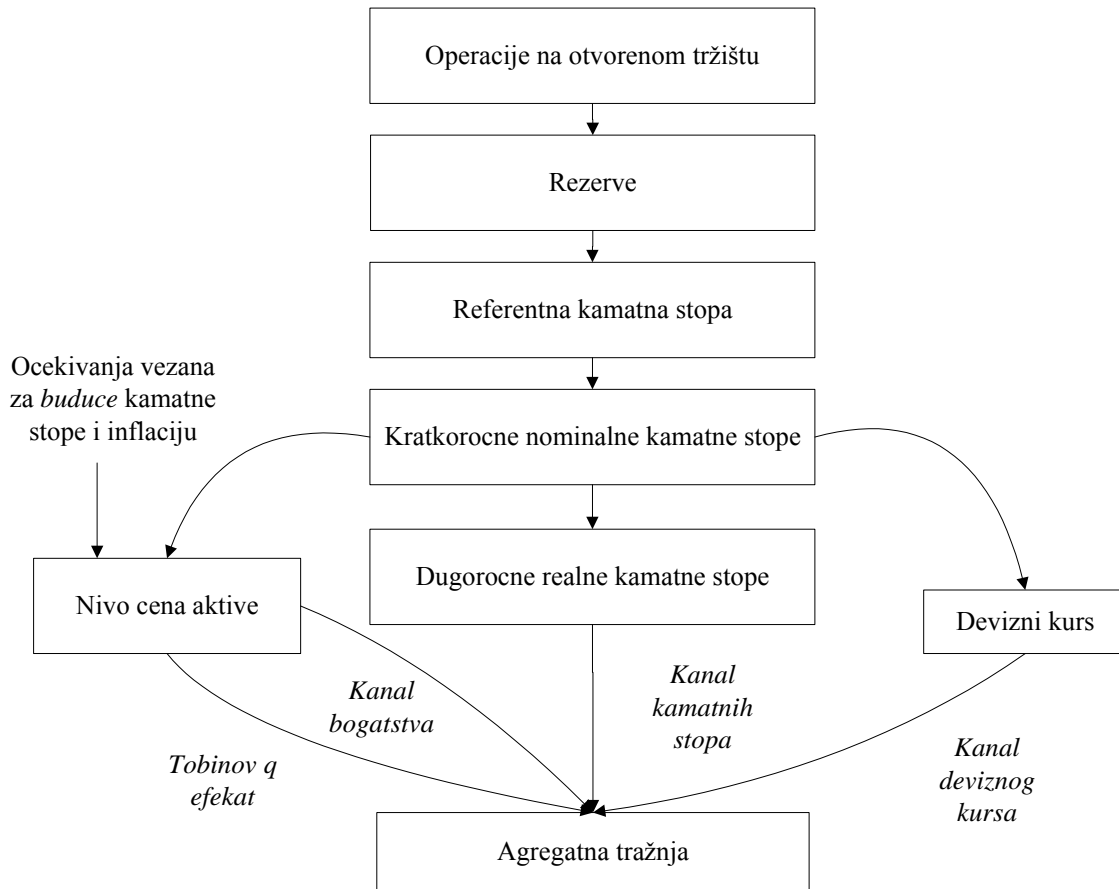 Operacije na otvorenom tržištu
Rezerve
Referentna kamatna stopa
Ocekivanja vezana
za buduce kamatne
stope i inflaciju
Kratkorocne nominalne kamatne stope
Dugorocne realne kamatne stope
Nivo cena aktive
Devizni kurs
Kanal
bogatstva
Kanal
kamatnih
stopa
Tobinov q
efekat
Kanal
deviznog
kursa
Agregatna tražnja